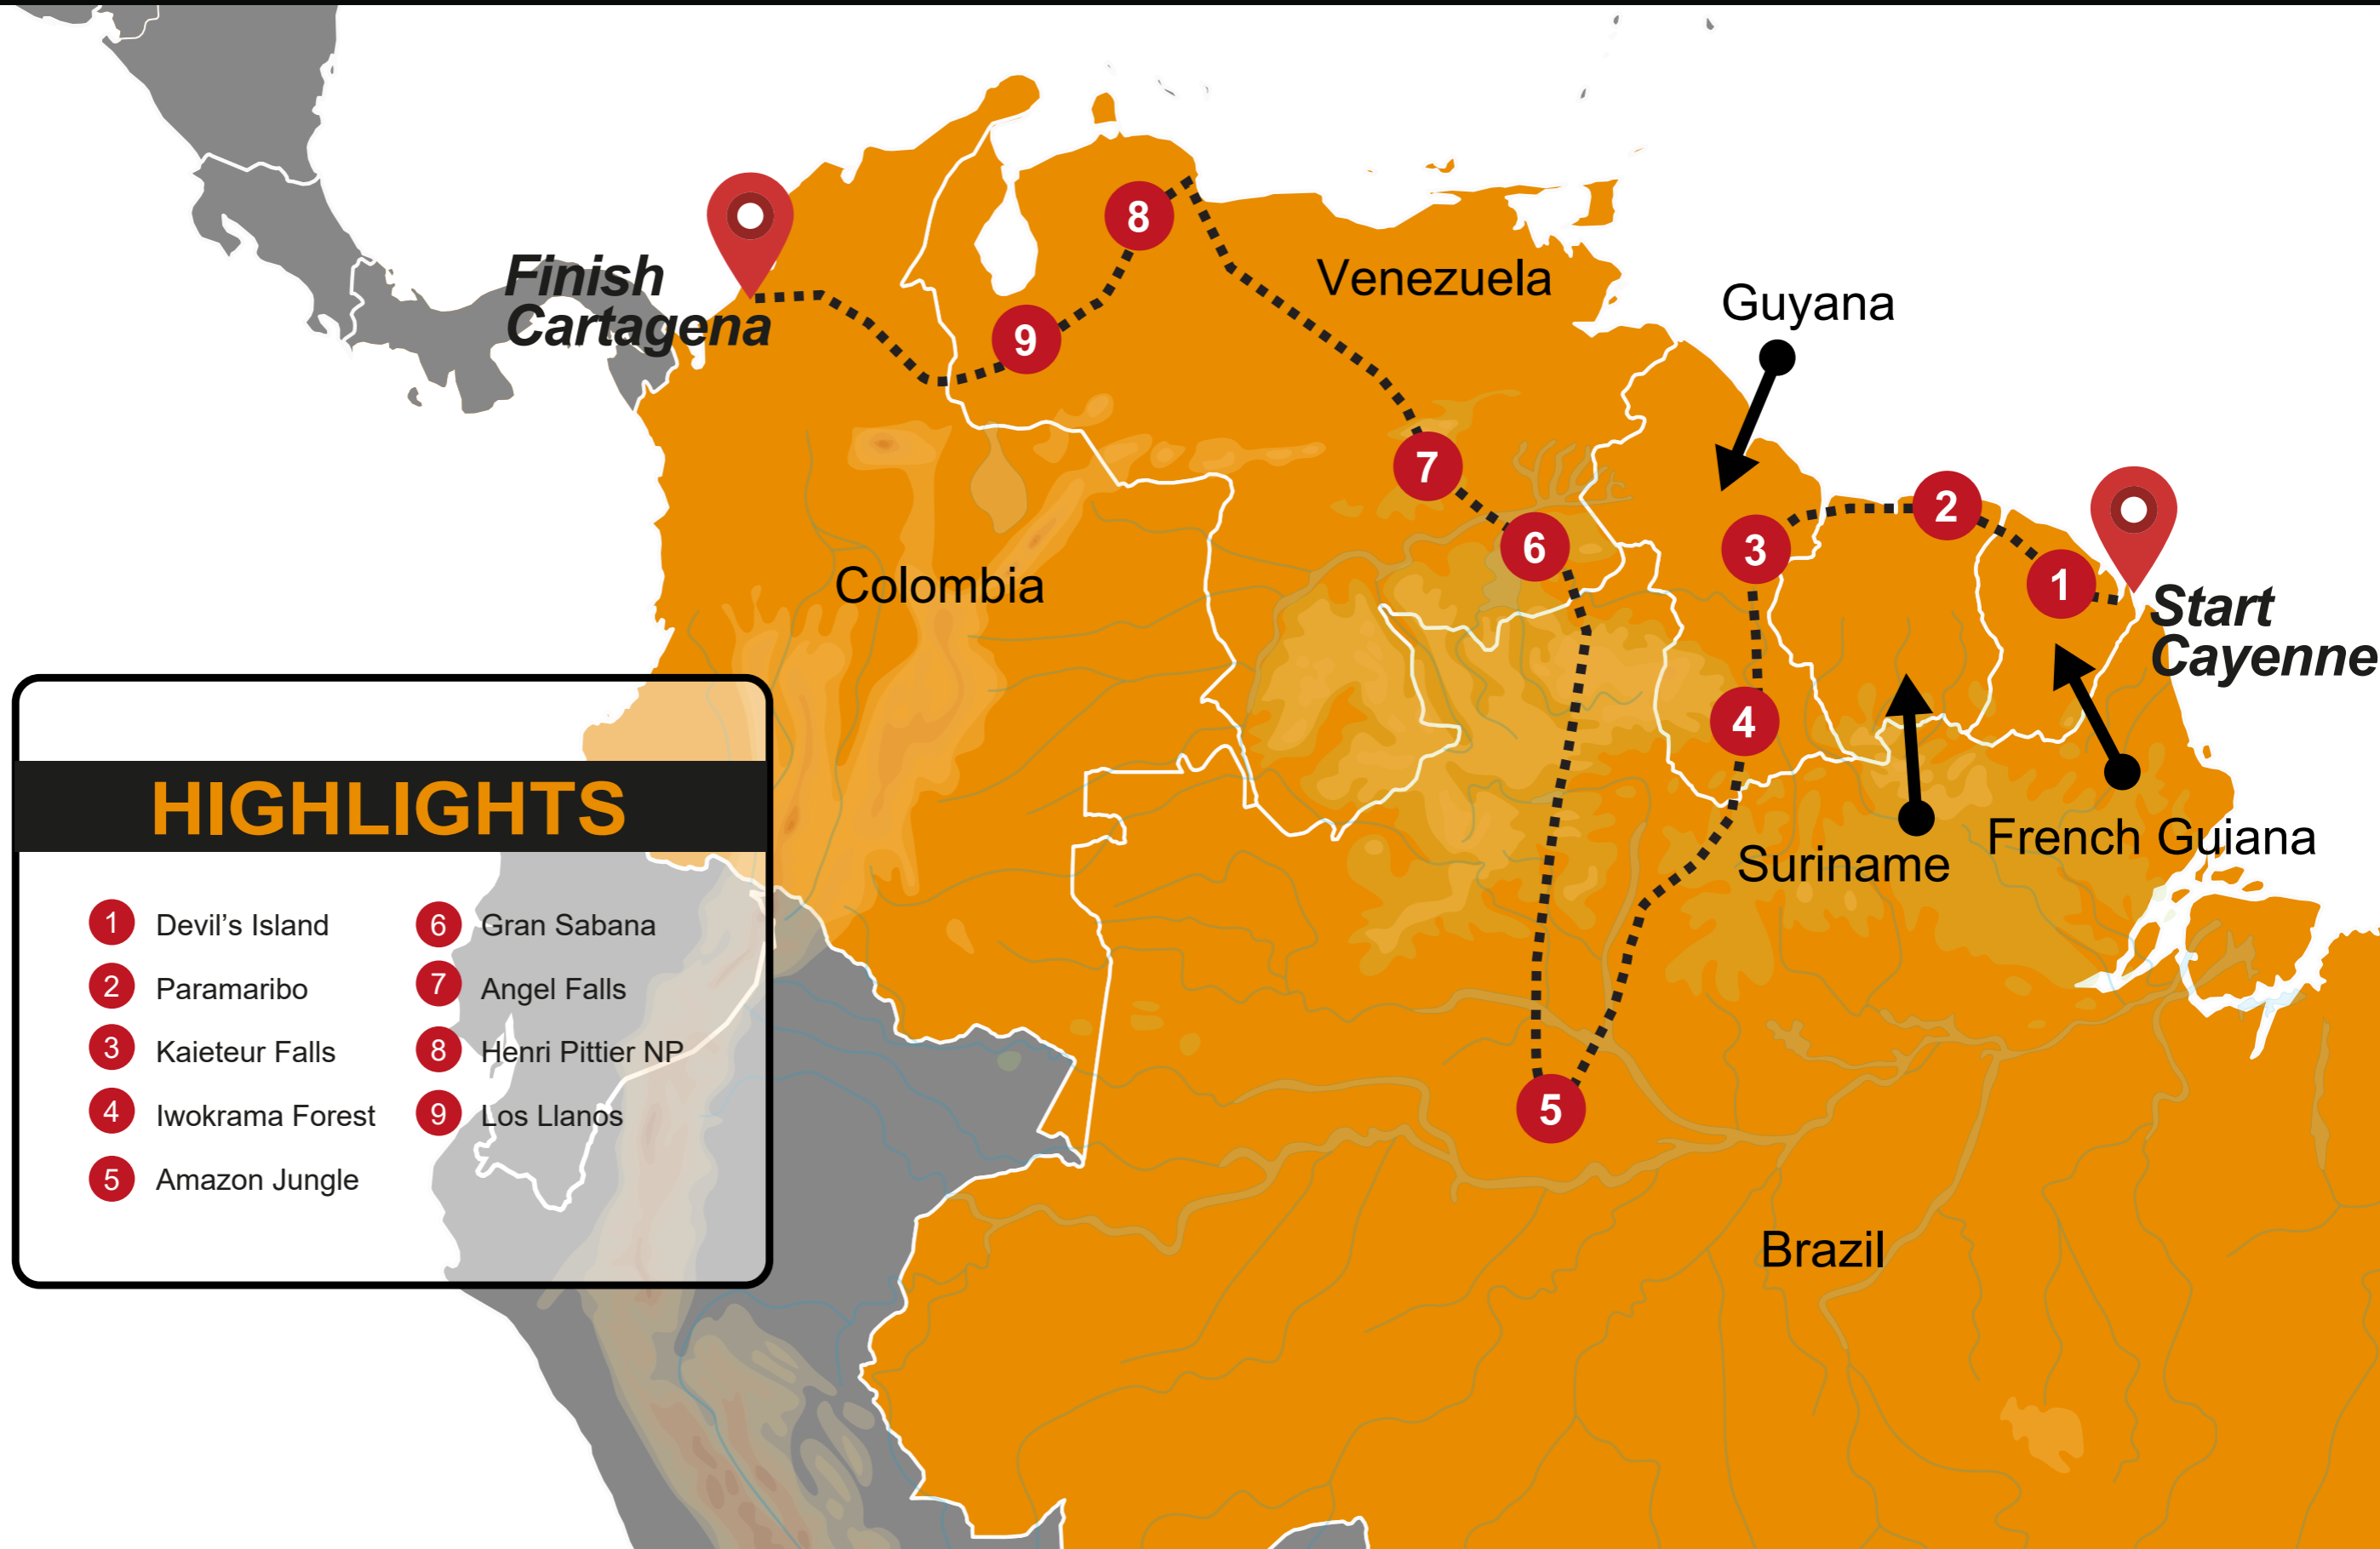 Finish
Cartagena
8
9
Venezuela
Guyana
7
6
2
3
1
Start
Cayenne
Colombia
4
Suriname
French Guiana
5
Brazil
HIGHLIGHTS
1 Devil’s Island
2 Paramaribo
3 Kaieteur Falls
4 Iwokrama Forest
5 Amazon Jungle
6 Gran Sabana
7 Angel Falls
8 Henri Pittier NP
9 Los Llanos